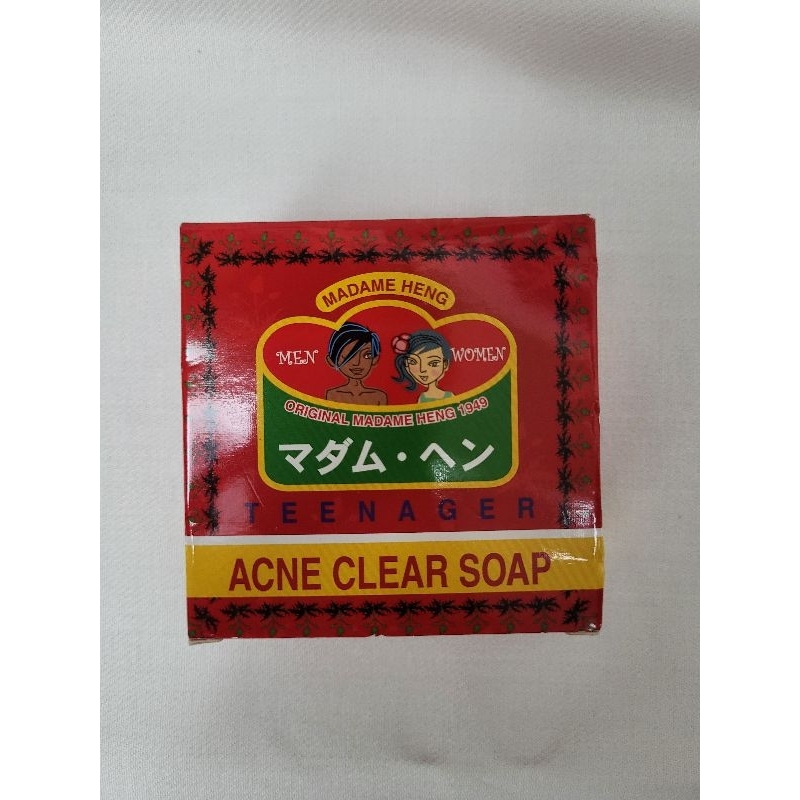 MADAME HENG
MEN
WOMEN
ORIGINAL MADAME HENG 1949
マダム・ヘン
TEENAGER
ACNE CLEAR SOAP